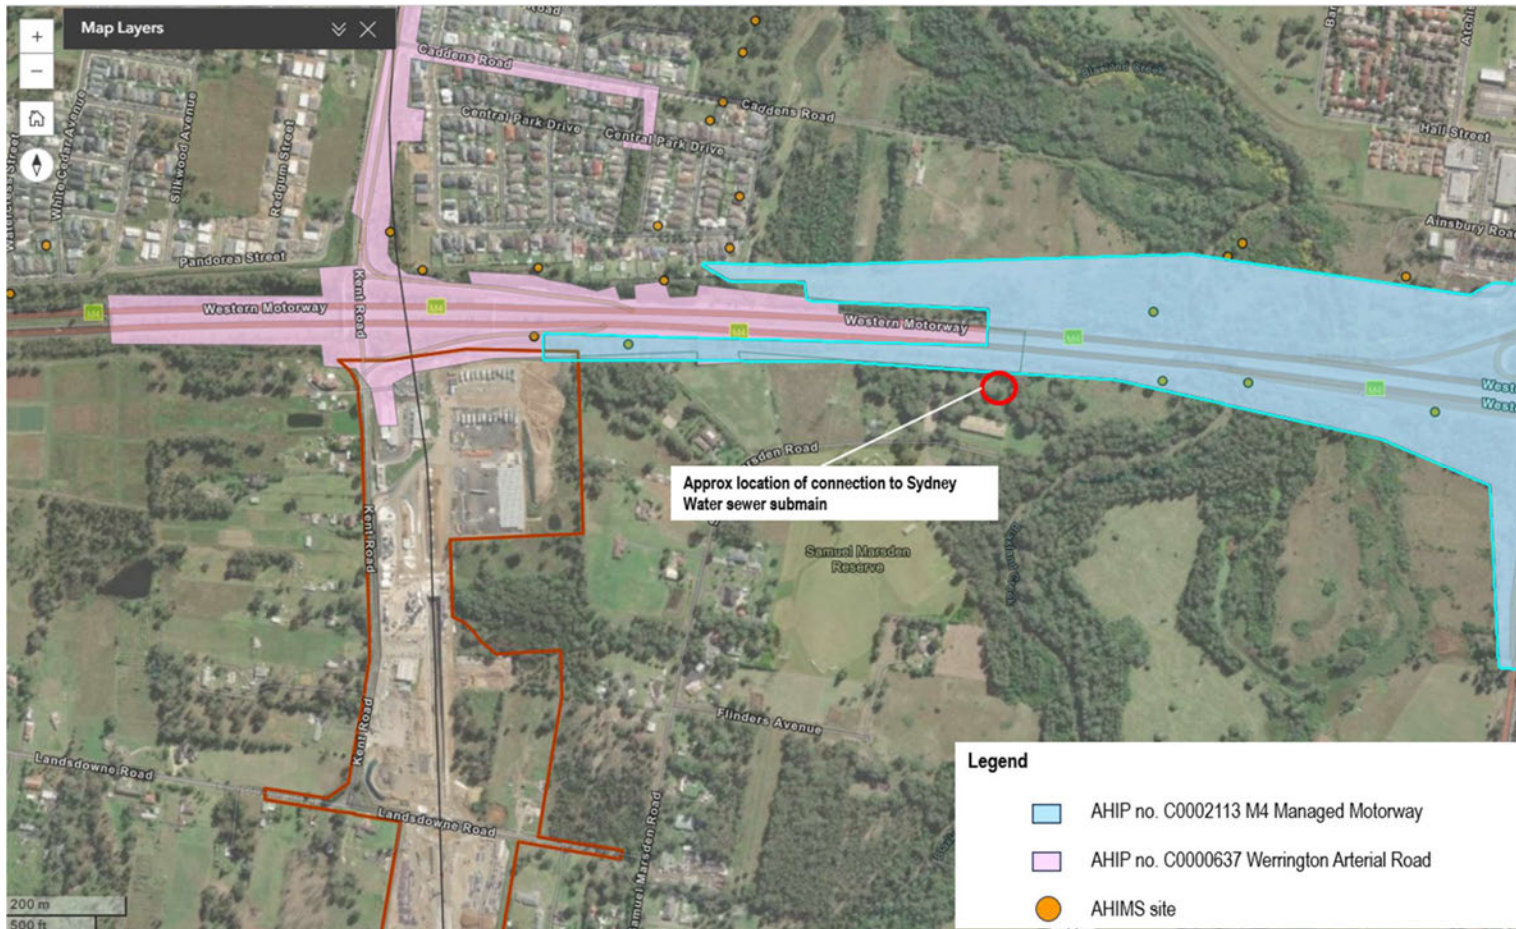 Map Layers
Road
Caddens Road
Caddens Road
Central Park Drive
Central Park Drive
White Cedar Avenue
Silkwood Avenue
Redgum Street
Pandorea Street
Hall Street
Ainsbury Road
Kent Road
Western Motorway
M4
M4
M4
Western Motorway
M4
M4
Approx location of connection to Sydney
Water sewer submain
Samuel Marsden
Reserve
Kent Road
Kent Road
Flinders Avenue
Landsdowne Road
Landsdowne Road
Samuel Marsden Road
200 m
500 ft
Legend
AHIP no. C0002113 M4 Managed Motorway
AHIP no. C0000637 Werrington Arterial Road
AHIMS site